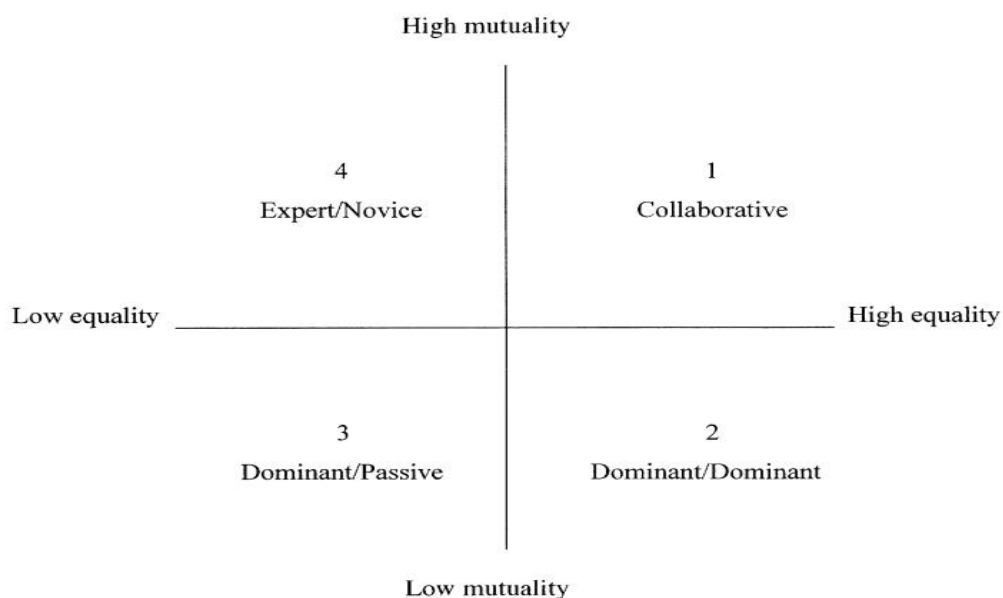 High mutuality
4
Expert/Novice
1
Collaborative
Low equality
High equality
3
Dominant/Passive
2
Dominant/Dominant
Low mutuality